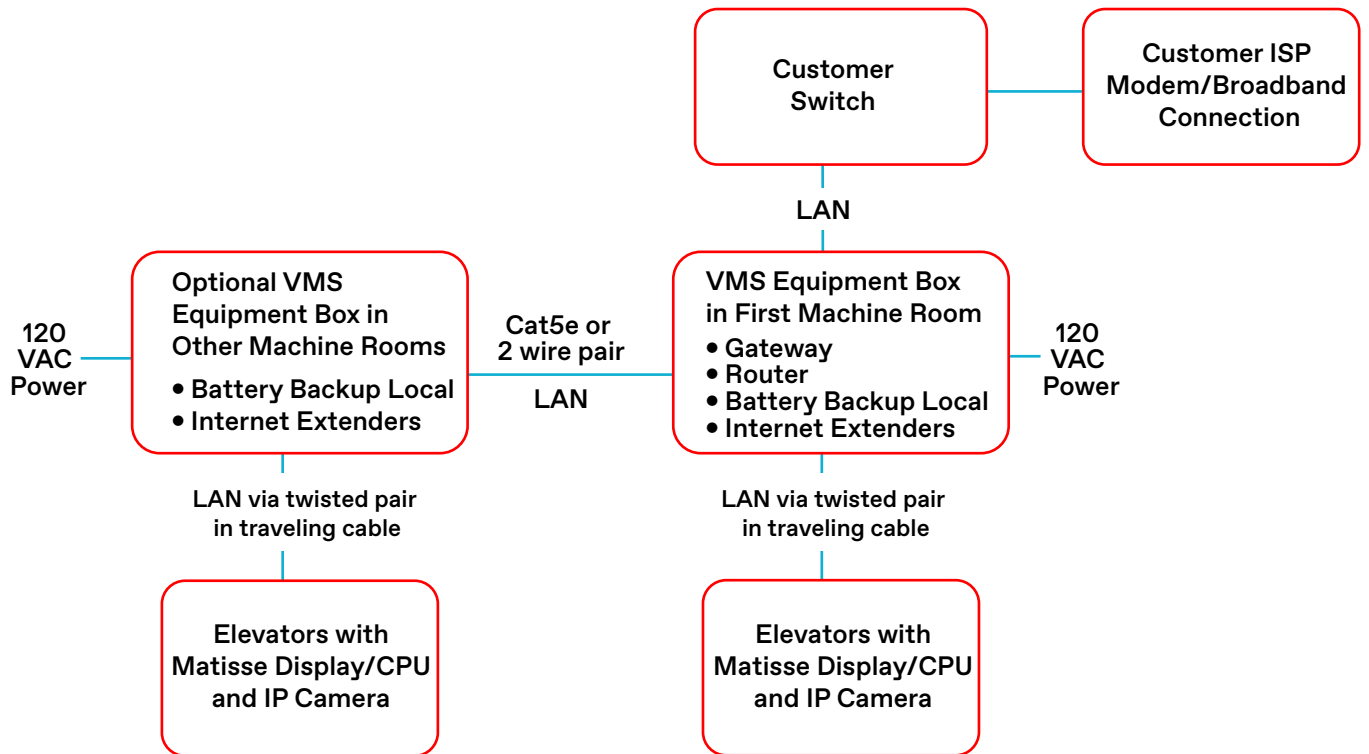 Customer
Switch
Customer ISP
Modem/Broadband
Connection
LAN
120
VAC
Power
Optional VMS
Equipment Box in
Other Machine Rooms
• Battery Backup Local
• Internet Extenders
Cat5e or
2 wire pair
LAN
VMS Equipment Box
in First Machine Room
• Gateway
• Router
• Battery Backup Local
• Internet Extenders
120
VAC
Power
LAN via twisted pair
in traveling cable
LAN via twisted pair
in traveling cable
Elevators with
Matisse Display/CPU
and IP Camera
Elevators with
Matisse Display/CPU
and IP Camera